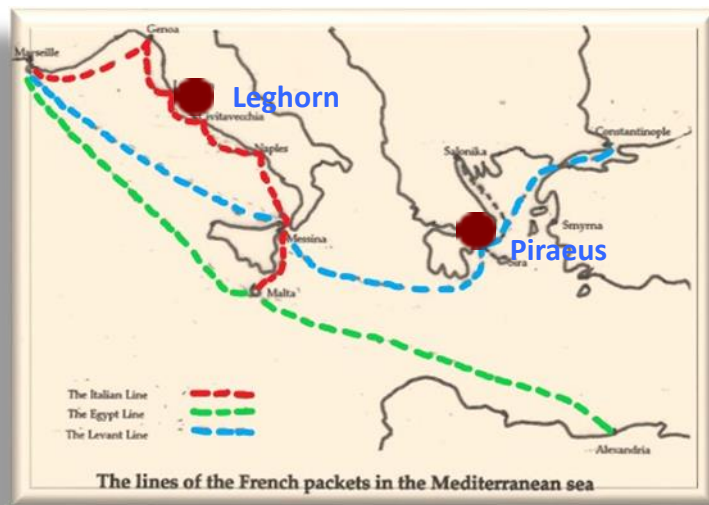 Genoa
Marseille
Leghorn
Civitavecchia
Naples
Constantinople
Salonika
Smyrna
Messina
Piraeus
Malta
The Italian Line
The Egypt Line
The Levant Line
Alexandria
The lines of the French packets in the Mediterranean sea